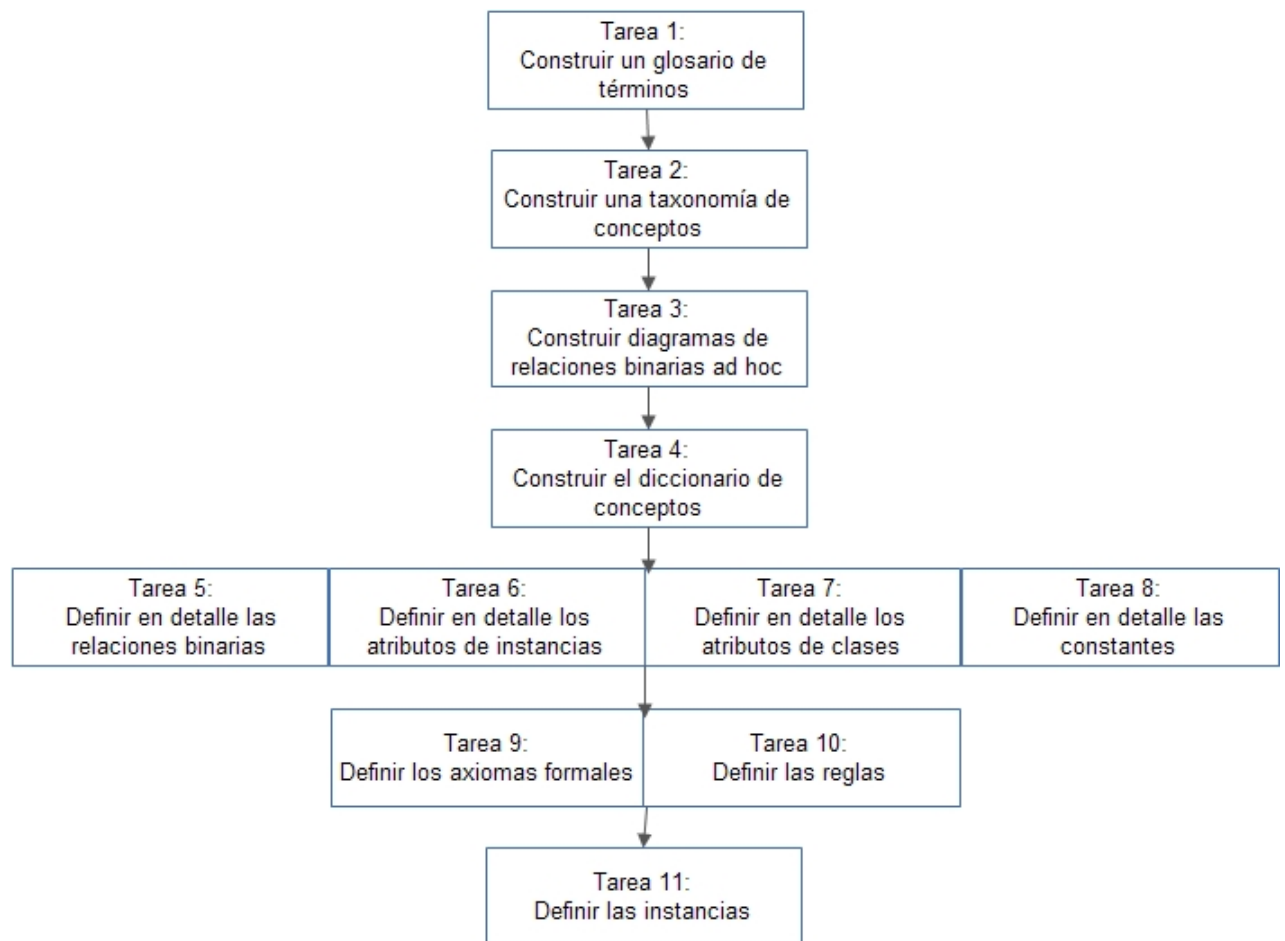 Tarea 1:
Construir un glosario de
términos
Tarea 2:
Construir una taxonomía de
conceptos
Tarea 3:
Construir diagramas de
relaciones binarias ad hoc
Tarea 4:
Construir el diccionario de
conceptos
Tarea 5:
Definir en detalle las
relaciones binarias
Tarea 6:
Definir en detalle los
atributos de instancias
Tarea 7:
Definir en detalle los
atributos de clases
Tarea 8:
Definir en detalle las
constantes
Tarea 9:
Definir los axiomas formales
Tarea 10:
Definir las reglas
Tarea 11:
Definir las instancias